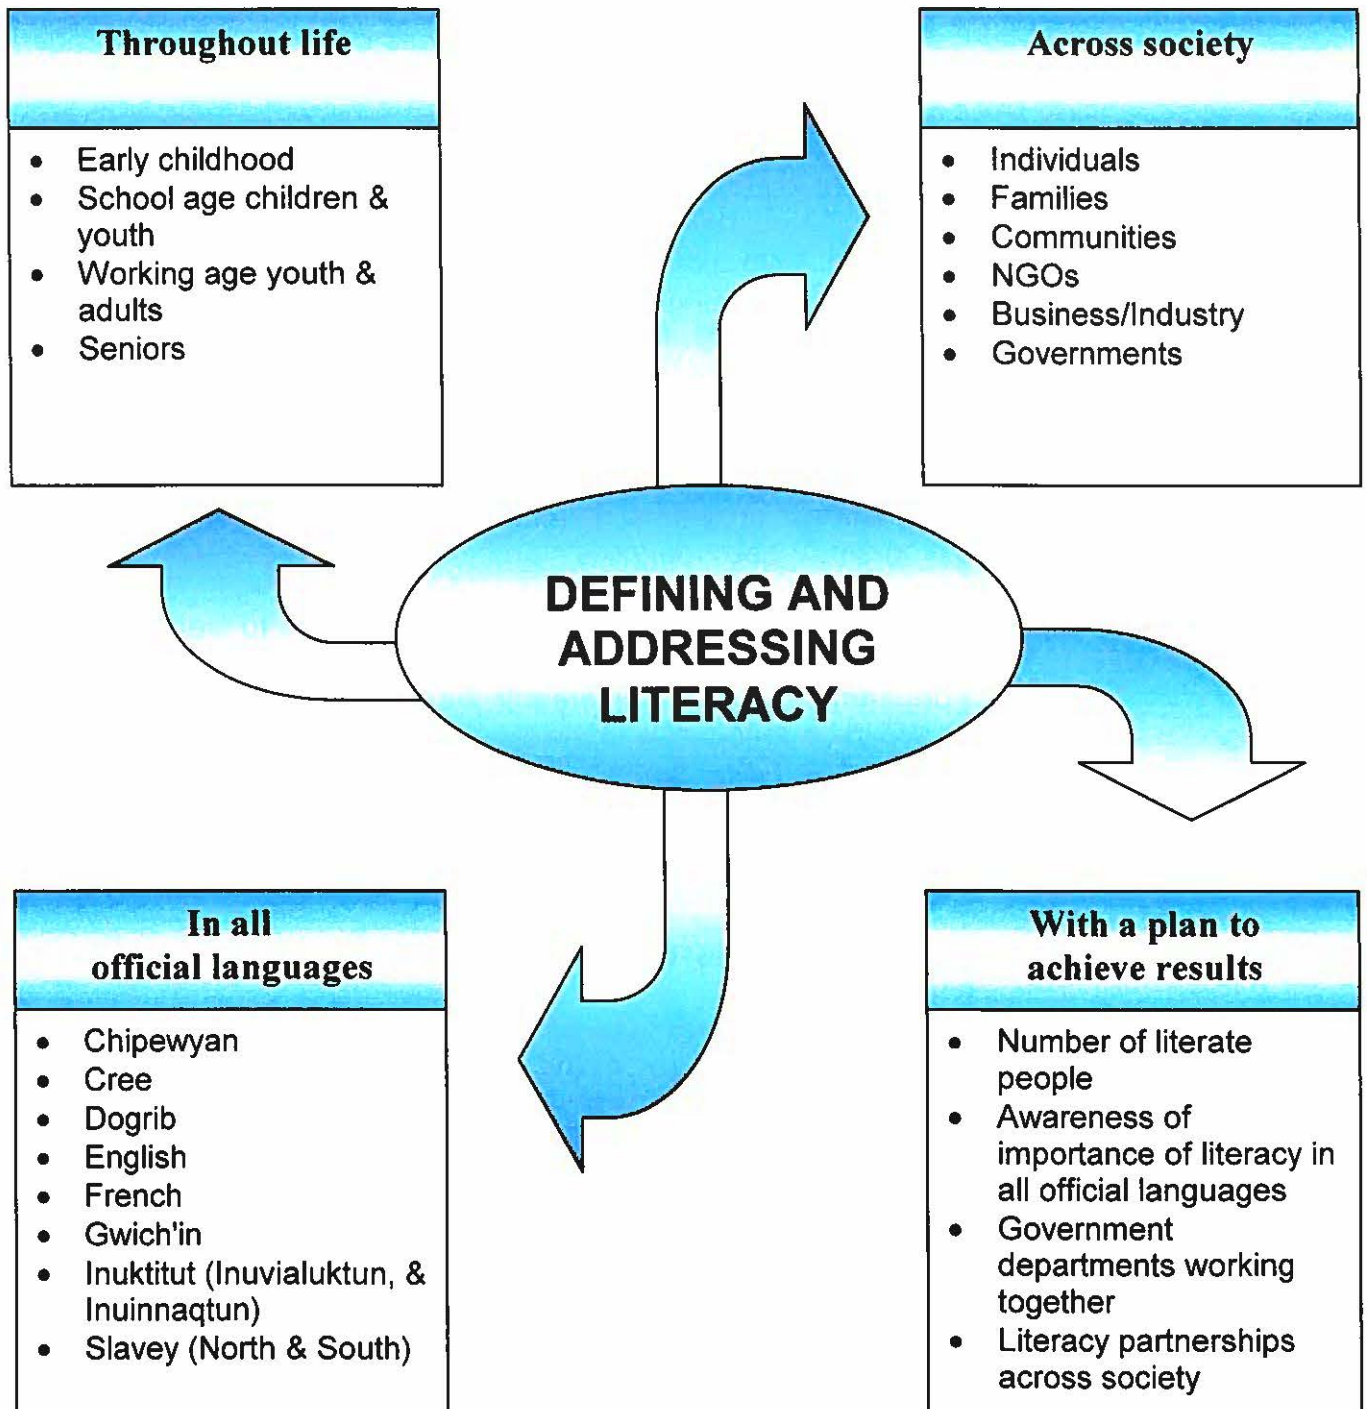 Throughout life
• Early childhood
• School age children &
youth
• Working age youth &
adults
• Seniors
Across society
• Individuals
• Families
• Communities
• NGOs
• Business/Industry
• Governments
DEFINING AND
ADDRESSING
LITERACY
In all
official languages
• Chipewyan
• Cree
• Dogrib
• English
• French
• Gwich'in
• Inuktitut (Inuvialuktun, &
Inuinnaqtun)
• Slavey (North & South)
With a plan to
achieve results
• Number of literate
people
• Awareness of
importance of literacy in
all official languages
• Government
departments working
together
• Literacy partnerships
across society